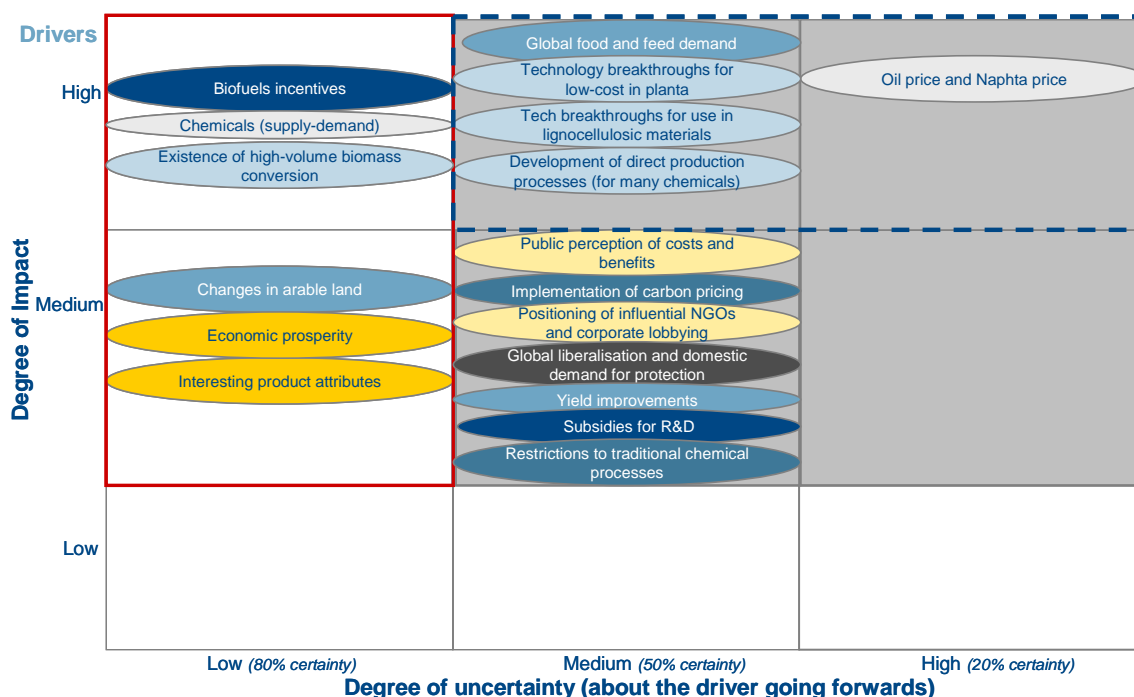 Drivers
High
Biofuels incentives
Chemicals (supply-demand)
Existence of high-volume biomass
conversion
Global food and feed demand
Technology breakthroughs for
low-cost in planta
Tech breakthroughs for use in
lignocellulosic materials
Development of direct production
processes (for many chemicals)
Oil price and Naphta price
Degree of Impact
Medium
Changes in arable land
Economic prosperity
Interesting product attributes
Public perception of costs and
benefits
Implementation of carbon pricing
Positioning of influential NGOs
and corporate lobbying
Global liberalisation and domestic
demand for protection
Yield improvements
Subsidies for R&D
Restrictions to traditional chemical
processes
Low
Low (80% certainty)
Medium (50% certainty)
High (20% certainty)
Degree of uncertainty (about the driver going forwards)